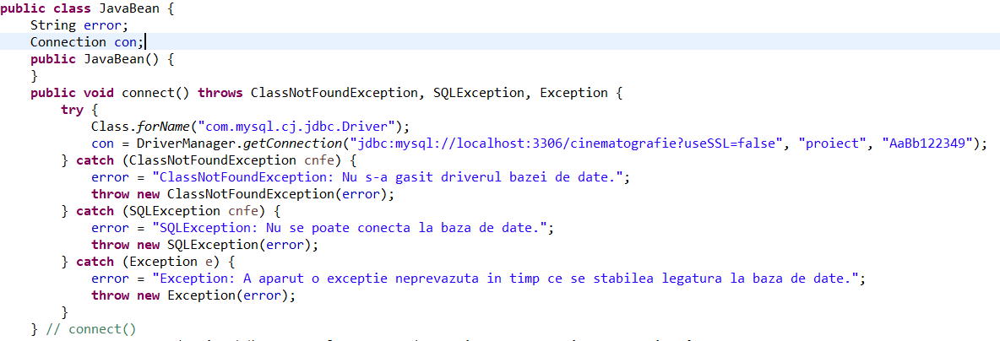 public class JavaBean {
String error;
Connection con;
public JavaBean() {
}
public void connect() throws ClassNotFoundException, SQLException, Exception {
try {
Class.forName("com.mysql.cj.jdbc.Driver");
con = DriverManager.getConnection("jdbc:mysql://localhost:3306/cinematografie?useSSL=false", "proiect", "AaBb122349");
} catch (ClassNotFoundException cnfe) {
error = "ClassNotFoundException: Nu s-a gasit driverul bazei de date.";
throw new ClassNotFoundException(error);
} catch (SQLException cnfe) {
error = "SQLException: Nu se poate conecta la baza de date.";
throw new SQLException(error);
} catch (Exception e) {
error = "Exception: A aparut o exceptie neprevazuta in timp ce se stabilea legatura la baza de date.";
throw new Exception(error);
}
} // connect()